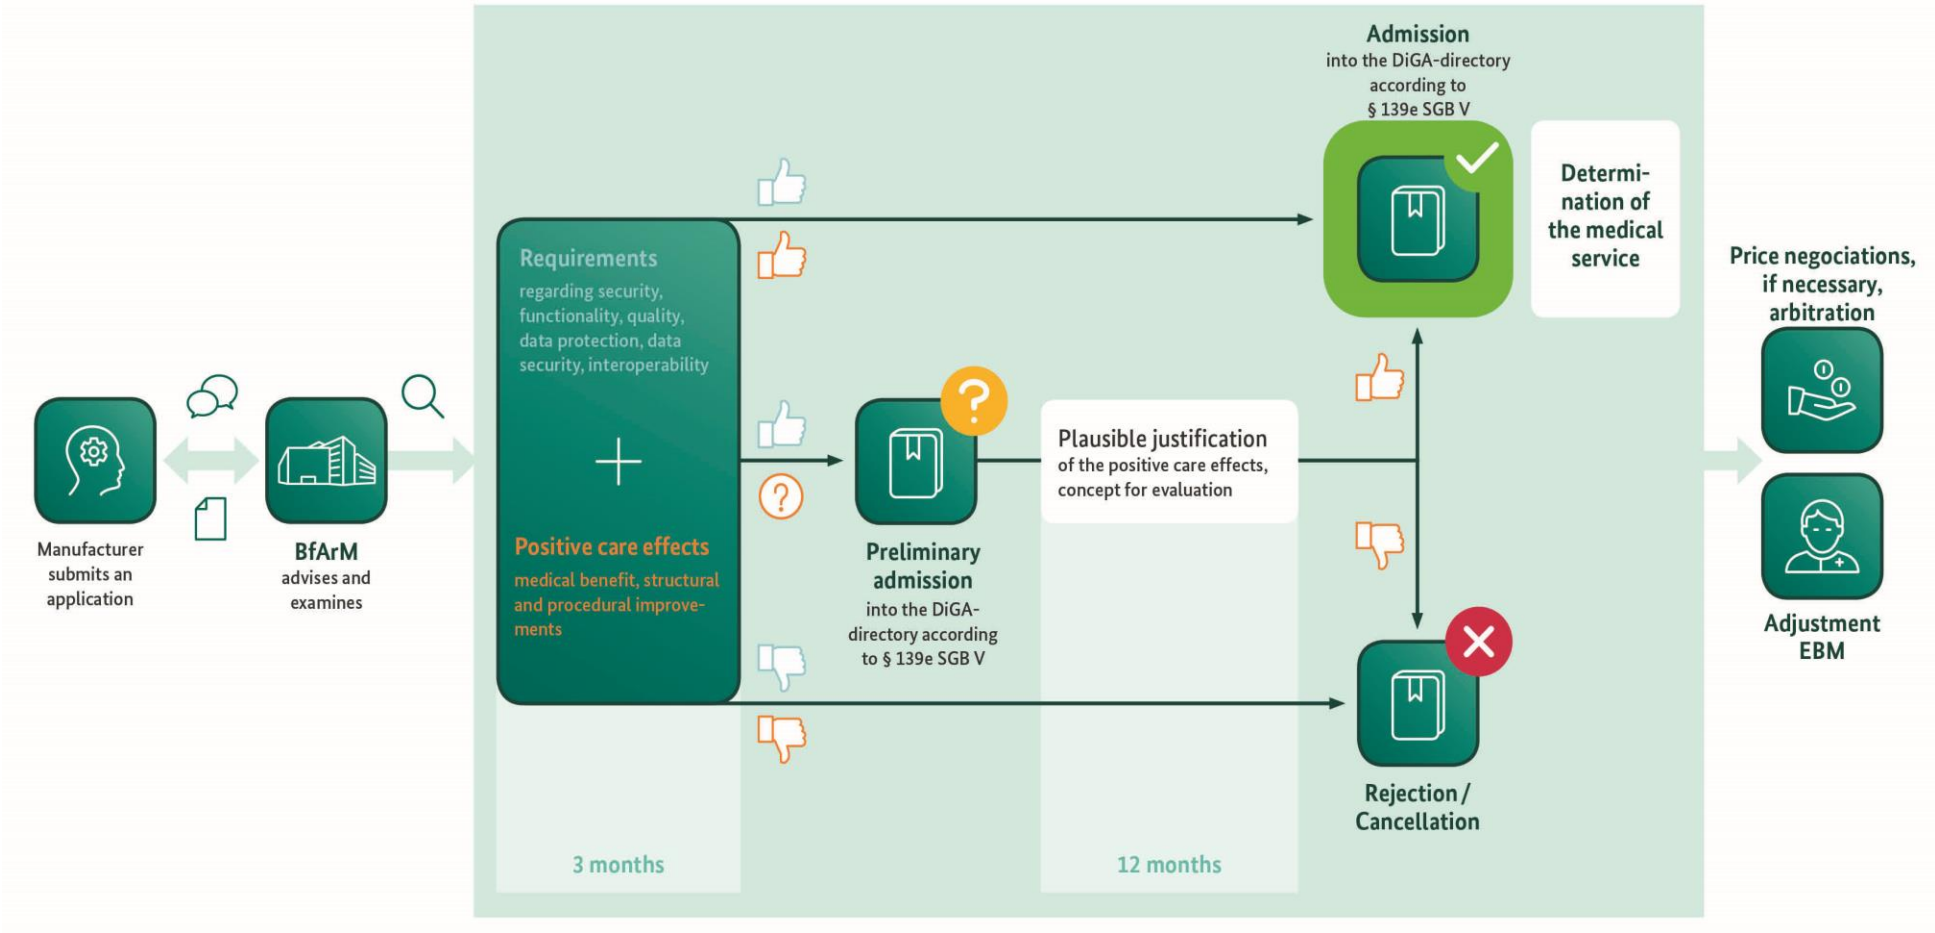 Manufacturer
submits an
application
BfArM
advises and
examines
Requirements
regarding security,
functionality, quality,
data protection, data
security, interoperability
Positive care effects
medical benefit, structural
and procedural improve-
ments
3 months
?
?
Preliminary
admission
into the DiGA-
directory according
to § 139e SGB V
Plausible justification
of the positive care effects,
concept for evaluation
12 months
Admission
into the DiGA-directory
according to
§ 139e SGB V
Determi-
nation of
the medical
service
Rejection /
Cancellation
Price negociations,
if necessary,
arbitration
Adjustment
EBM